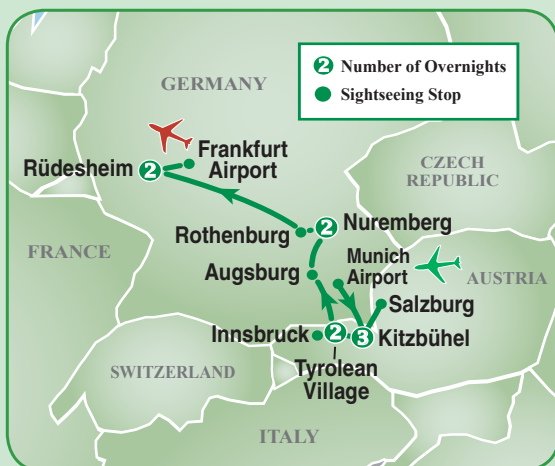 2 Number of Overnights
Sightseeing Stop
GERMANY
Frankfurt
Airport
Rüdesheim
2
CZECH
REPUBLIC
Nuremberg
2
Rothenburg
FRANCE
Munich
Airport
Augsburg
AUSTRIA
Salzburg
Innsbruck
2
3
Kitzbühel
Tyrolean
Village
SWITZERLAND
ITALY